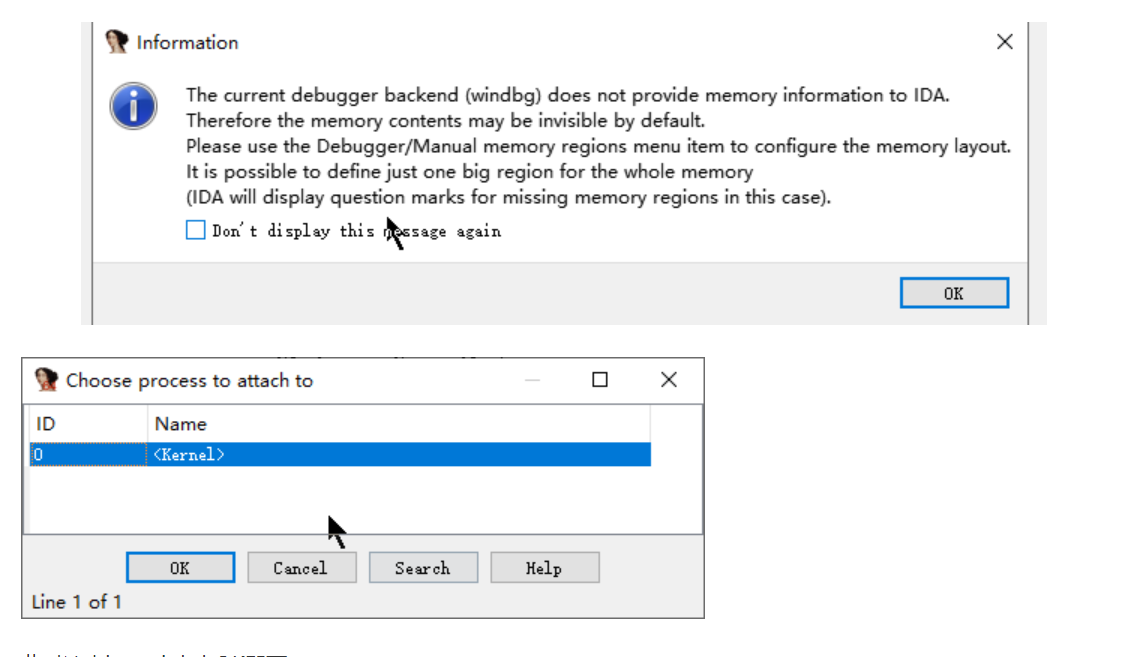 Information
The current debugger backend (windbg) does not provide memory information to IDA.
Therefore the memory contents may be invisible by default.
Please use the Debugger/Manual memory regions menu item to configure the memory layout.
It is possible to define just one big region for the whole memory
(IDA will display question marks for missing memory regions in this case).
Don't display this message again
OK
Choose process to attach to
ID Name
0 <Kernel>
OK Cancel Search Help
Line 1 of 1